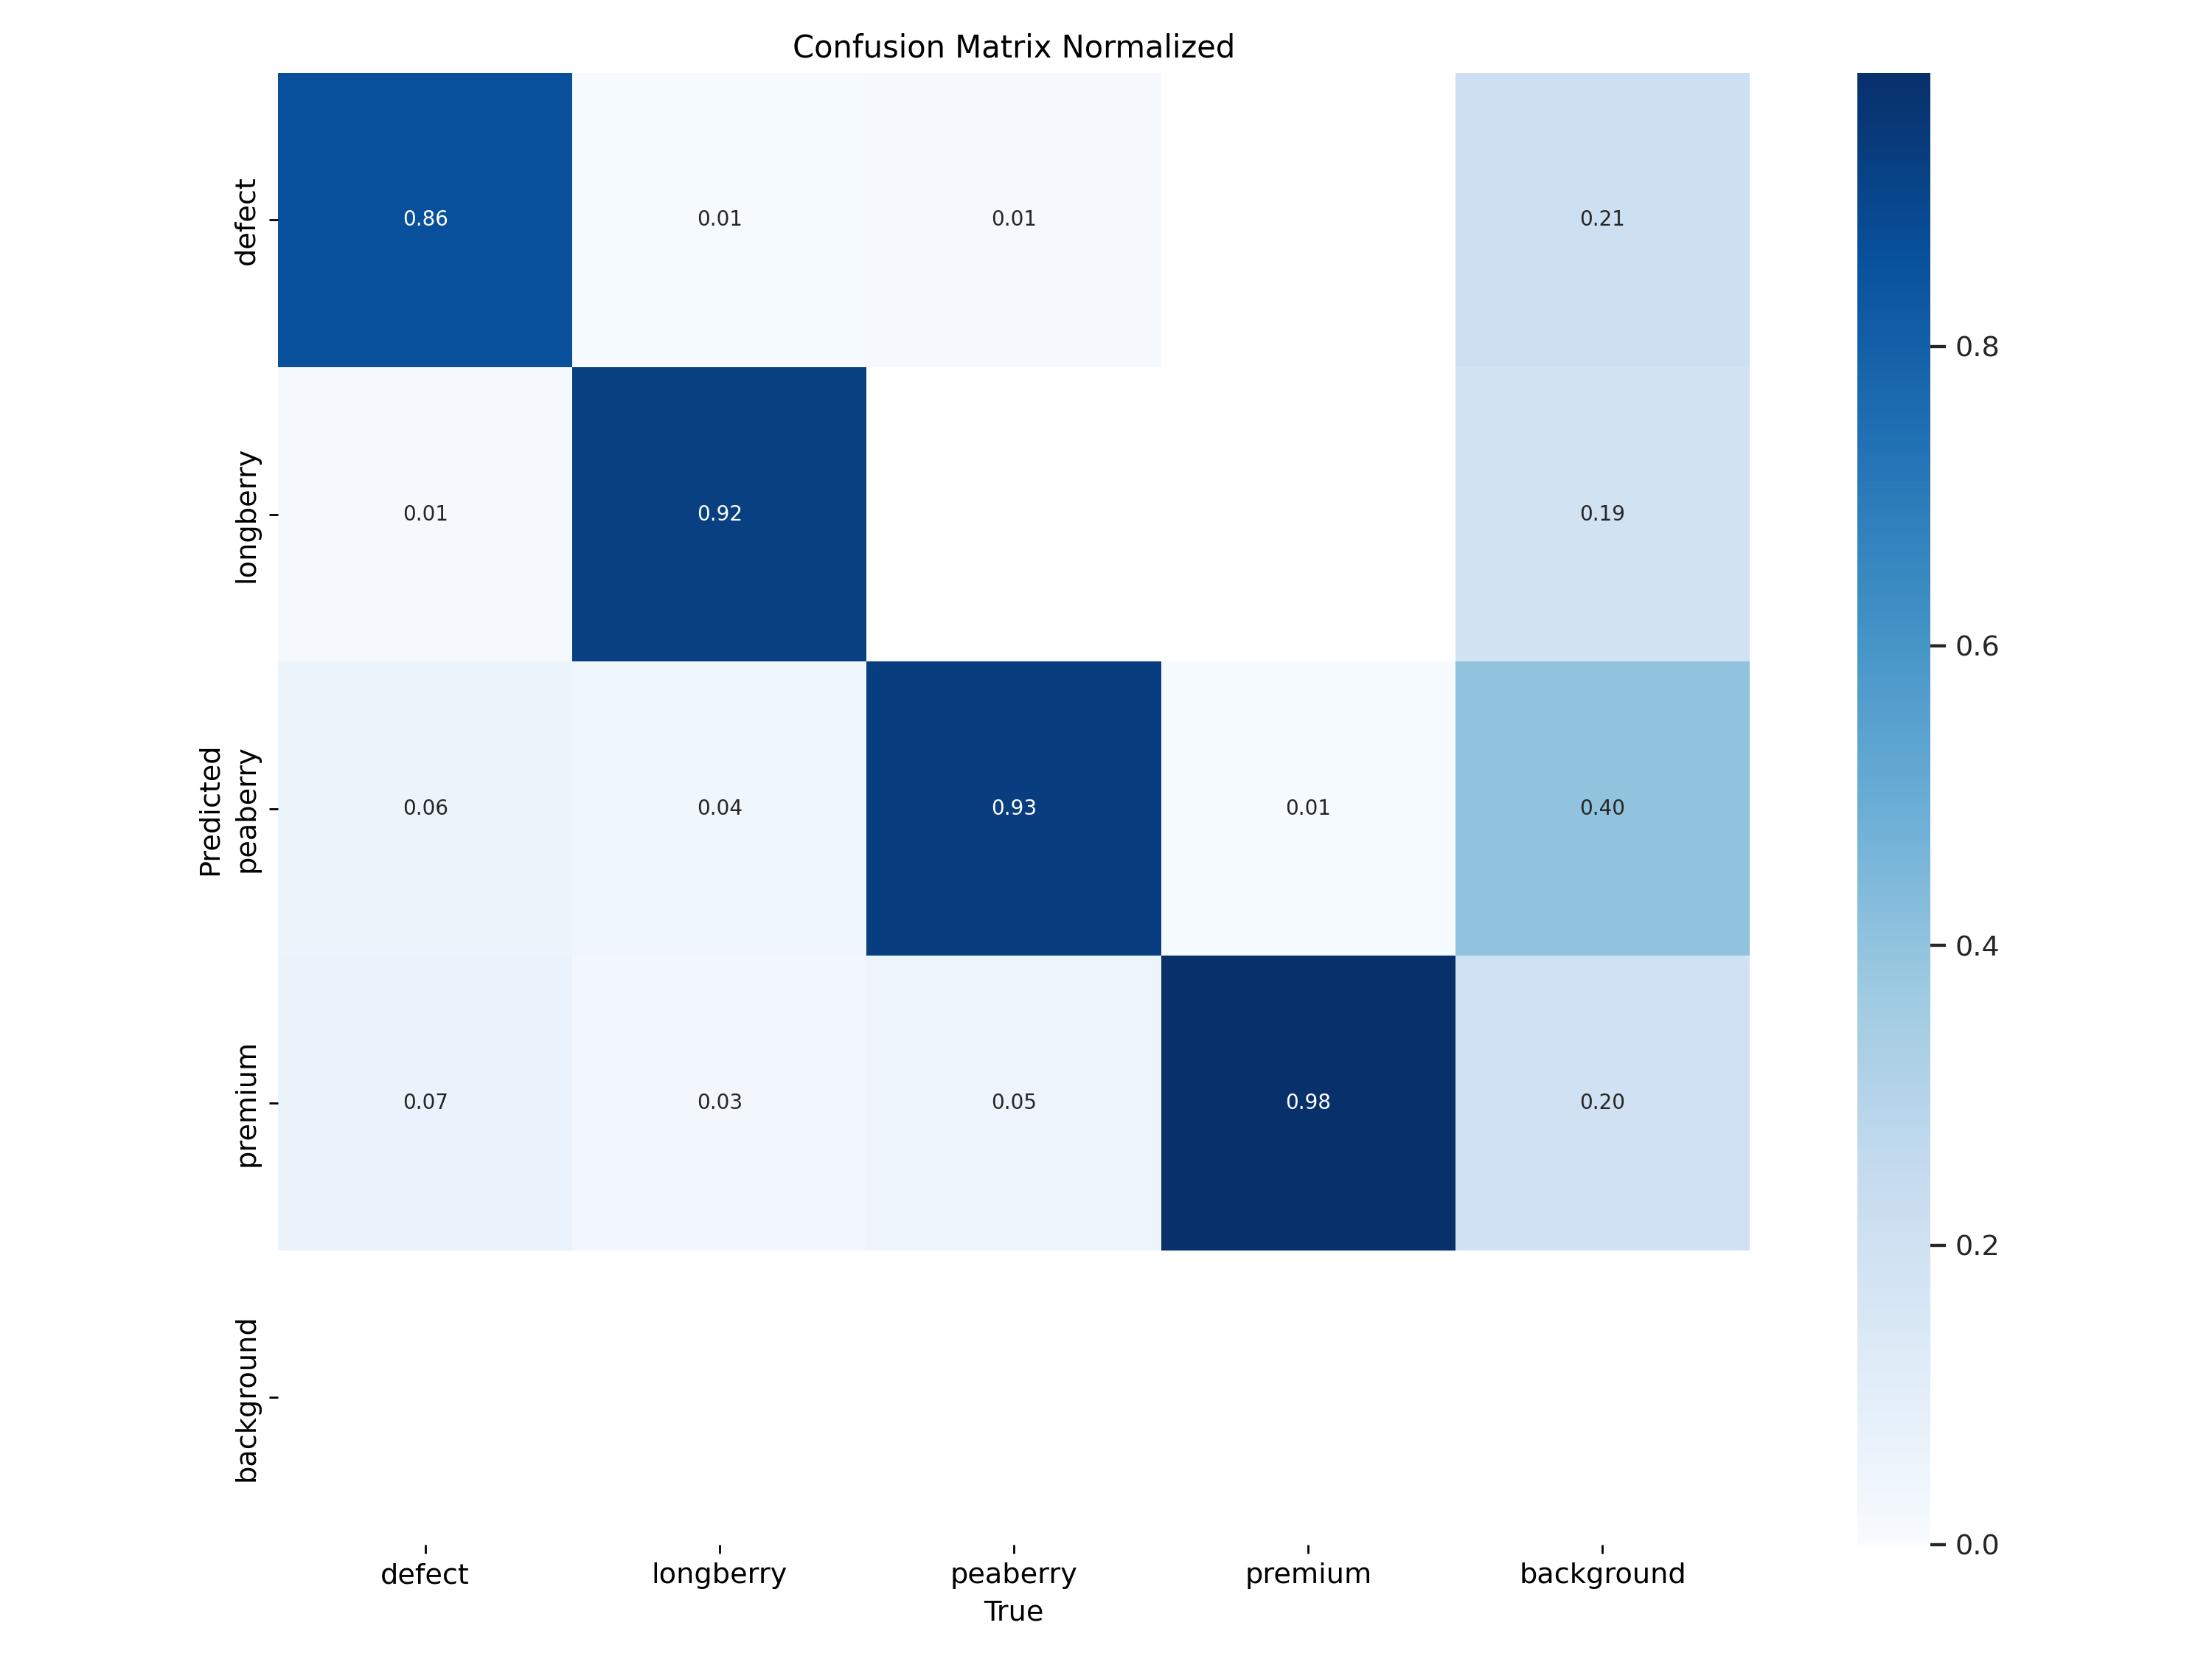 Confusion Matrix Normalized
defect
0.86
0.01
0.01
0.21
longberry
0.01
0.92
0.19
Predicted
peaberry
0.06
0.04
0.93
0.01
0.40
premium
0.07
0.03
0.05
0.98
0.20
background
defect
longberry
peaberry
premium
background
True
0.8
0.6
0.4
0.2
0.0